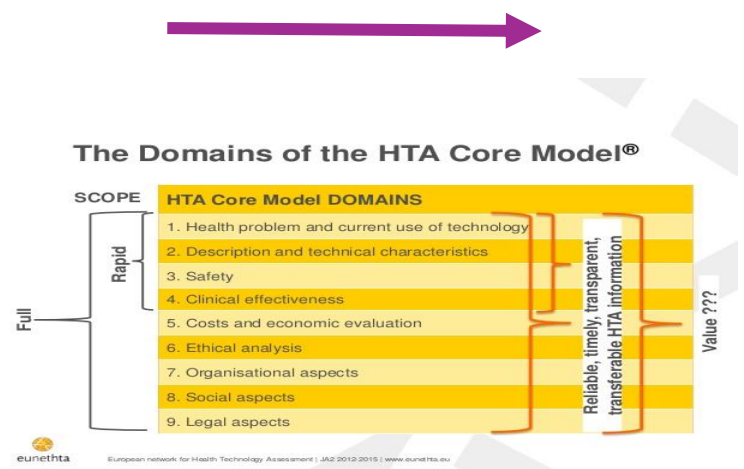 The Domains of the HTA Core Model®
SCOPE
HTA Core Model DOMAINS
1. Health problem and current use of technology
2. Description and technical characteristics
3. Safety
4. Clinical effectiveness
5. Costs and economic evaluation
6. Ethical analysis
7. Organisational aspects
8. Social aspects
9. Legal aspects
Full
Rapid
Reliable, timely, transparent,
transferable HTA information
Value ???
eunethta
European network for Health Technology Assessment | JA2 2012-2015 | www.eunethta.eu